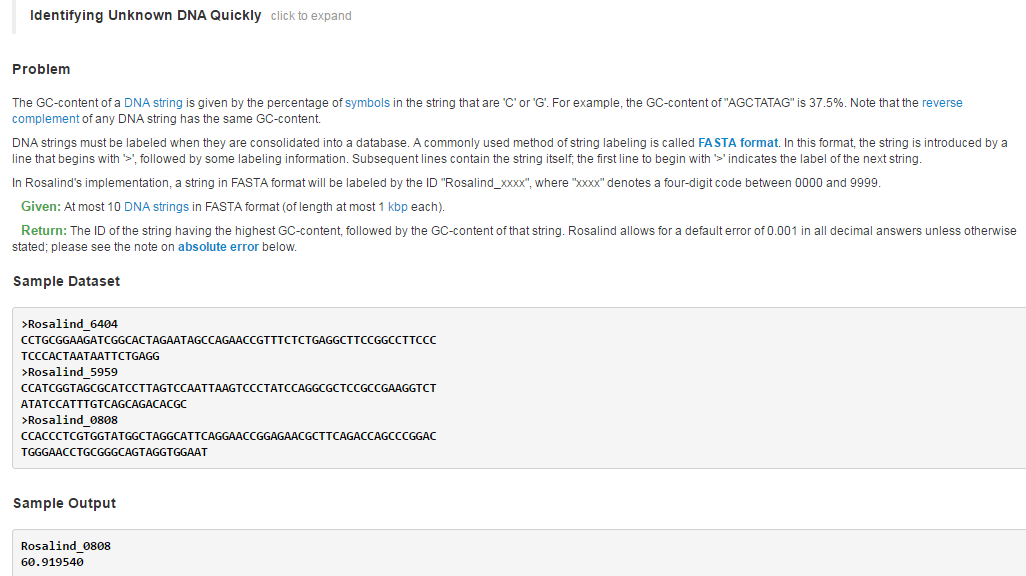 Identifying Unknown DNA Quickly click to expand
Problem
The GC-content of a DNA string is given by the percentage of symbols in the string that are 'C' or 'G'. For example, the GC-content of "AGCTATAG" is 37.5%. Note that the reverse
complement of any DNA string has the same GC-content.
DNA strings must be labeled when they are consolidated into a database. A commonly used method of string labeling is called FASTA format. In this format, the string is introduced by a
line that begins with '>', followed by some labeling information. Subsequent lines contain the string itself; the first line to begin with '>' indicates the label of the next string.
In Rosalind's implementation, a string in FASTA format will be labeled by the ID "Rosalind_xxxx", where "xxxx" denotes a four-digit code between 0000 and 9999.
Given: At most 10 DNA strings in FASTA format (of length at most 1 kbp each).
Return: The ID of the string having the highest GC-content, followed by the GC-content of that string. Rosalind allows for a default error of 0.001 in all decimal answers unless otherwise
stated; please see the note on absolute error below.
Sample Dataset
>Rosalind_6404
CCTGCGGAAGATCGGCACTAGAATAGCCAGAACCGTTTCTCTGAGGCTTCCGGCCTTCCC
TCCCACTAATAATTCTGAGG
>Rosalind_5959
CCATCGGTAGCGCATCCTTAGTCCAATTAAGTCCCTATCCAGGCGCTCCGCCGAAGGTCT
ATATCCATTTGTCAGCAGACACGC
>Rosalind_0808
CCACCCTCGTGGTATGGCTAGGCATTCAGGAACCGGAGAACGCTTCAGACCAGCCCGGAC
TGGGAACCTGCGGGCAGTAGGTGGAAT
Sample Output
Rosalind_0808
60.919540